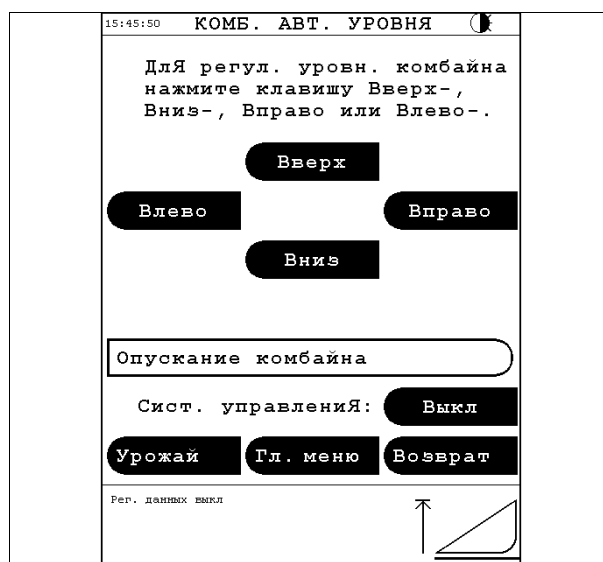 15:45:50 КОМБ. АВТ. УРОВНЯ
ДлЯ регул. уровн. комбайна
нажмите клавишу Вверх-,
Вниз-, Вправо или Влево-.
Вверх
Влево Вправо
Вниз
Опускание комбайна
Сист. управлениЯ: Выкл
Урожай Гл. меню Возврат
Рег. данных выкл